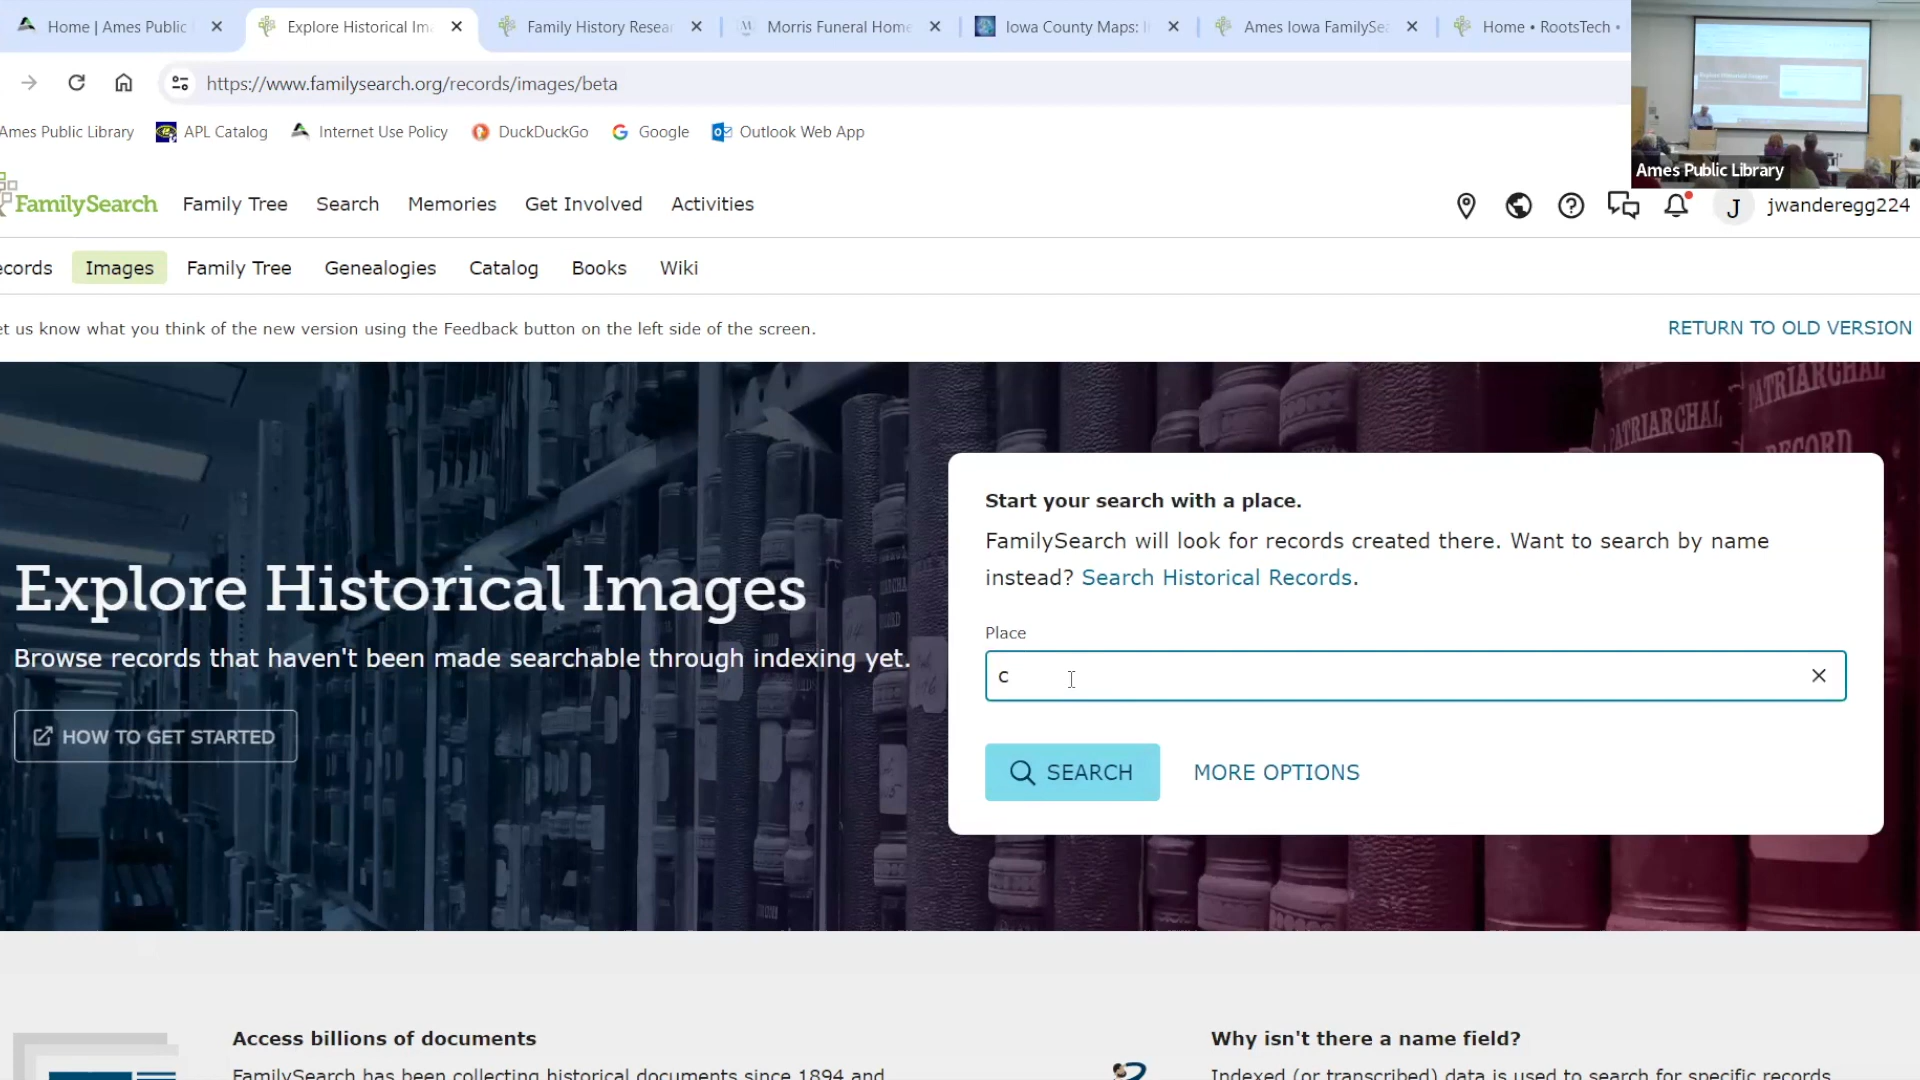 Home | Ames Public
Explore Historical Im
Family History Resear
Morris Funeral Home
Iowa County Maps:
Ames Iowa FamilySe
Home • RootsTech •
https://www.familysearch.org/records/images/beta
Ames Public Library
APL Catalog
Internet Use Policy
DuckDuckGo
Google
Outlook Web App
Ames Public Library
FamilySearch
Family Tree
Search
Memories
Get Involved
Activities
J
jwanderegg224
ecords
Images
Family Tree
Genealogies
Catalog
Books
Wiki
et us know what you think of the new version using the Feedback button on the left side of the screen.
RETURN TO OLD VERSION
PATRIARCHAL
PATRIARCHAL
RECORD
Explore Historical Images
Browse records that haven't been made searchable through indexing yet.
HOW TO GET STARTED
Start your search with a place.
FamilySearch will look for records created there. Want to search by name
instead? Search Historical Records.
Place
c
SEARCH
MORE OPTIONS
Access billions of documents
FamilySearch has been collecting historical documents since 1894 and
Why isn't there a name field?
Indexed (or transcribed) data is used to search for specific records